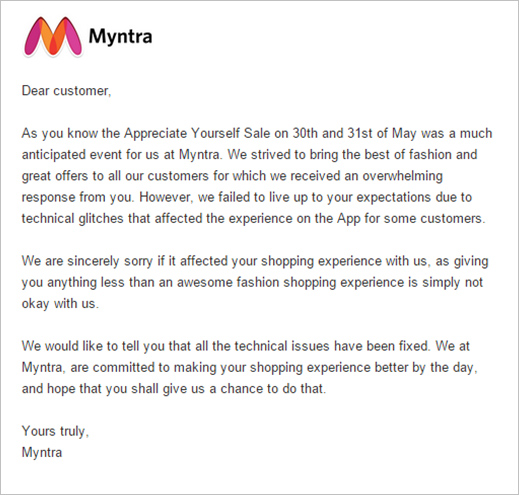 Myntra
Dear customer,
As you know the Appreciate Yourself Sale on 30th and 31st of May was a much
anticipated event for us at Myntra. We strived to bring the best of fashion and
great offers to all our customers for which we received an overwhelming
response from you. However, we failed to live up to your expectations due to
technical glitches that affected the experience on the App for some customers.
We are sincerely sorry if it affected your shopping experience with us, as giving
you anything less than an awesome fashion shopping experience is simply not
okay with us.
We would like to tell you that all the technical issues have been fixed. We at
Myntra, are committed to making your shopping experience better by the day,
and hope that you shall give us a chance to do that.
Yours truly,
Myntra